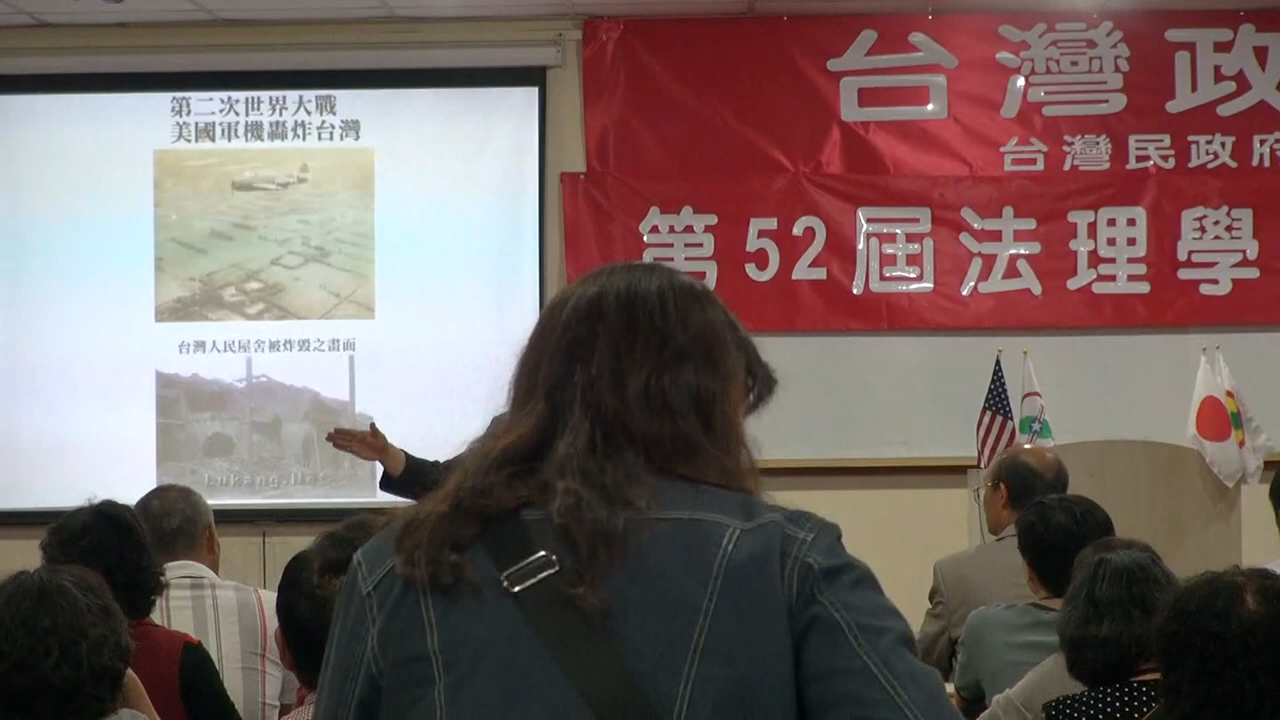 第二次世界大戰
美國軍機轟炸台灣
台灣人民屋舍被炸毀之畫面
Lukang.Net
台灣政
台灣民政府
第52屆法理學